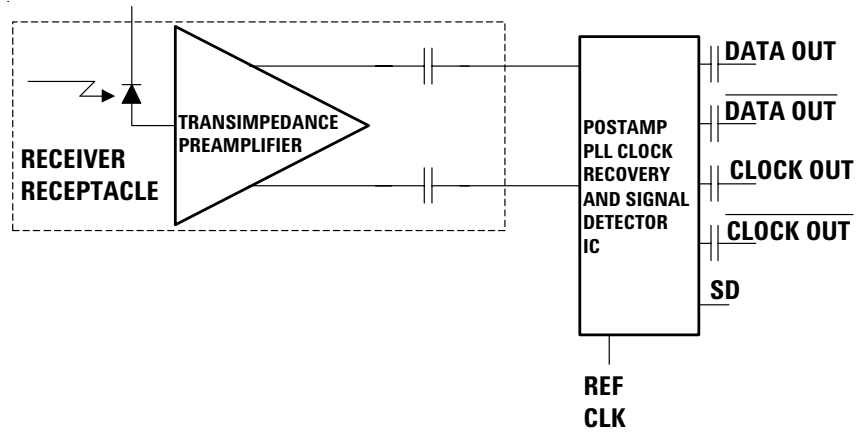 RECEIVER
RECEPTACLE
TRANSIMPEDANCE
PREAMPLIFIER
POSTAMP
PLL CLOCK
RECOVERY
AND SIGNAL
DETECTOR
IC
DATA OUT
DATA OUT
CLOCK OUT
CLOCK OUT
SD
REF
CLK